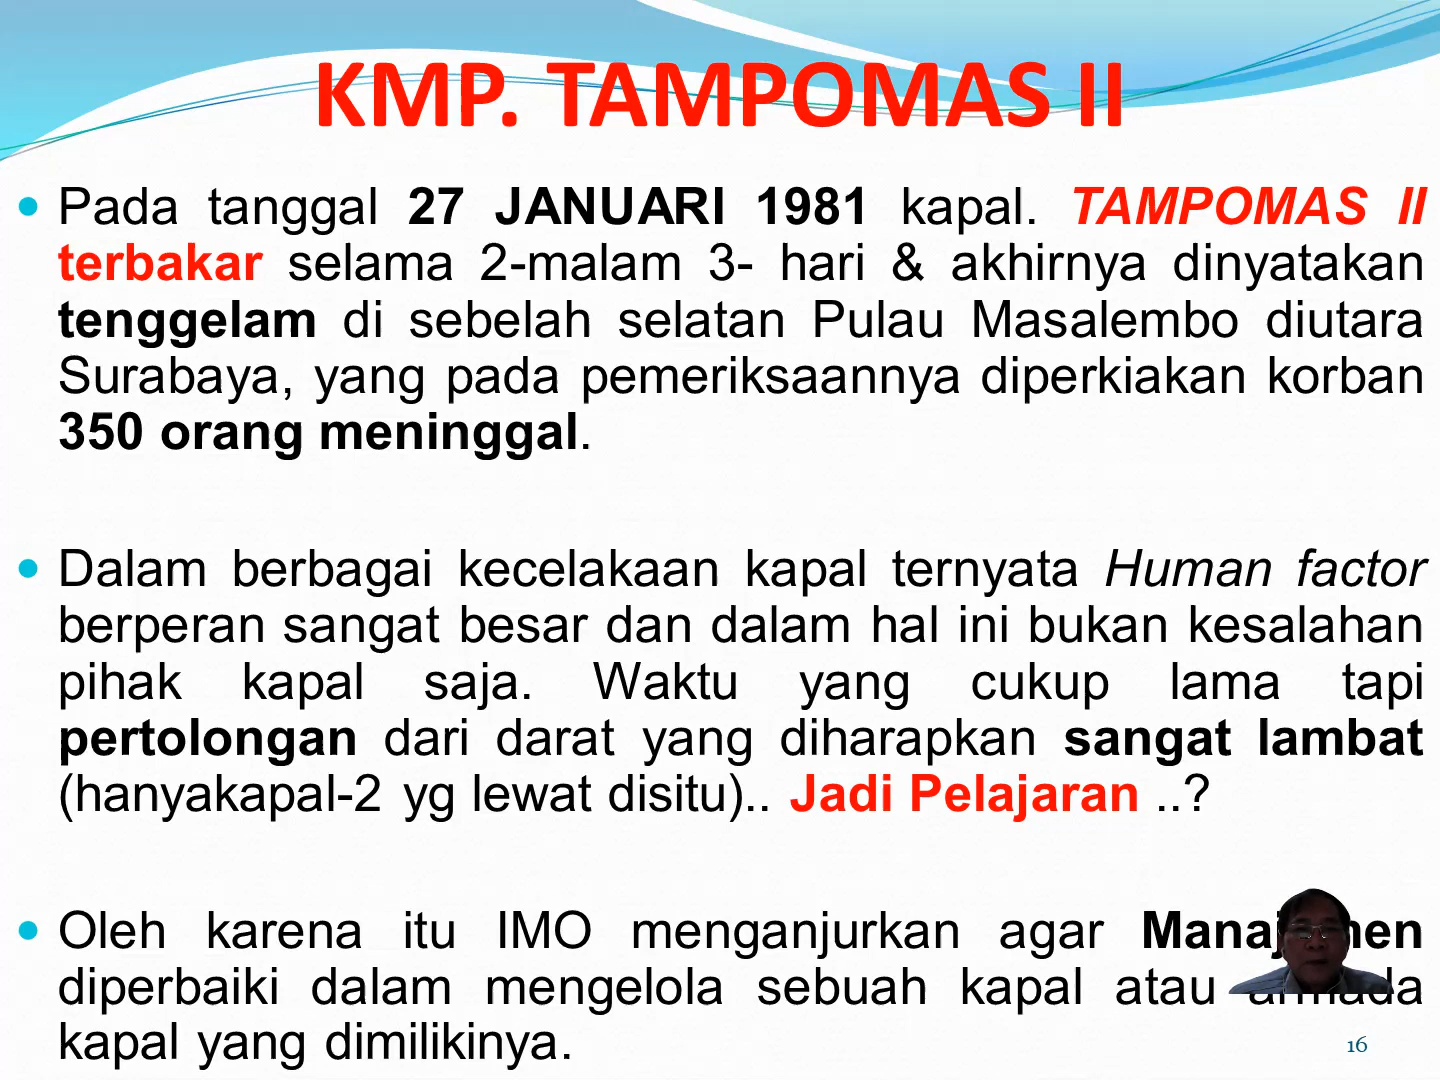 KMP. TAMPOMAS II
Pada tanggal 27 JANUARI 1981 kapal. TAMPOMAS II
terbakar selama 2-malam 3- hari & akhirnya dinyatakan
tenggelam di sebelah selatan Pulau Masalembo diutara
Surabaya, yang pada pemeriksaannya diperkiakan korban
350 orang meninggal.
Dalam berbagai kecelakaan kapal ternyata Human factor
berperan sangat besar dan dalam hal ini bukan kesalahan
pihak kapal saja. Waktu yang cukup lama tapi
pertolongan dari darat yang diharapkan sangat lambat
(hanyakapal-2 yg lewat disitu).. Jadi Pelajaran ..?
Oleh karena itu IMO menganjurkan agar Manajemen
diperbaiki dalam mengelola sebuah kapal atau armada
kapal yang dimilikinya.
16